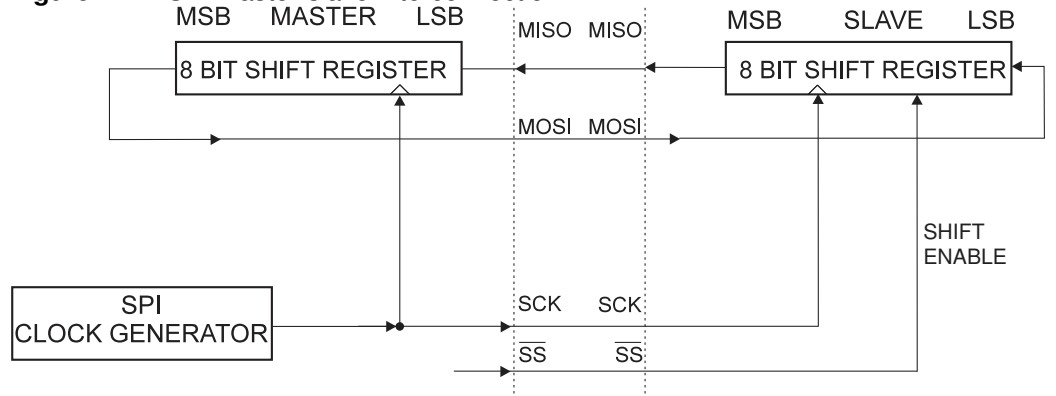 MSB MASTER LSB
MISO MISO
MSB SLAVE LSB
8 BIT SHIFT REGISTER
8 BIT SHIFT REGISTER
MOSI MOSI
SHIFT
ENABLE
SPI
CLOCK GENERATOR
SCK SCK
SS SS